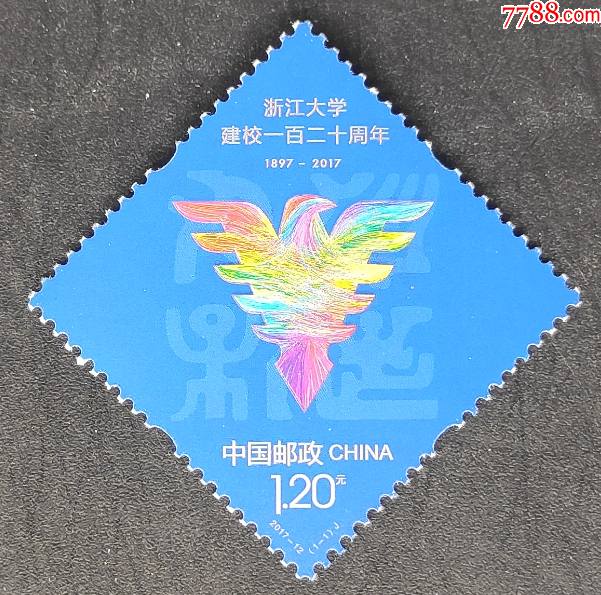 7788.com
浙江大学
建校一百二十周年
1897 - 2017
中国邮政 CHINA
1.20元
2017-12 (1-1) J